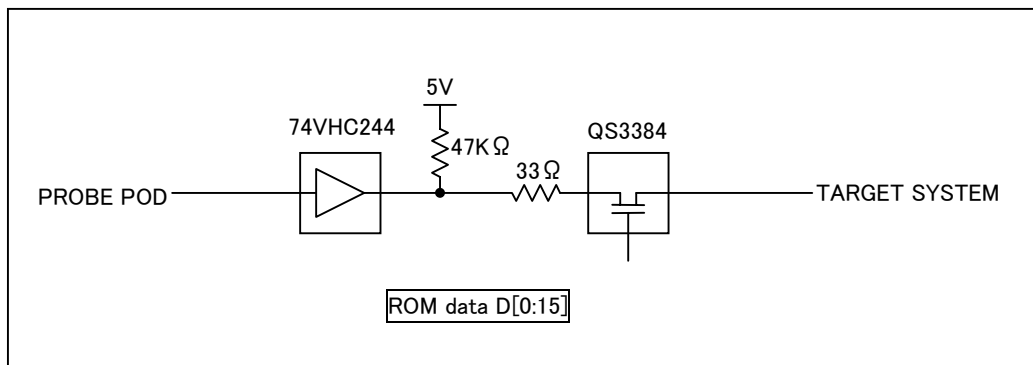 5V
74VHC244
QS3384
47KΩ
33Ω
PROBE POD
TARGET SYSTEM
ROM data D[0:15]